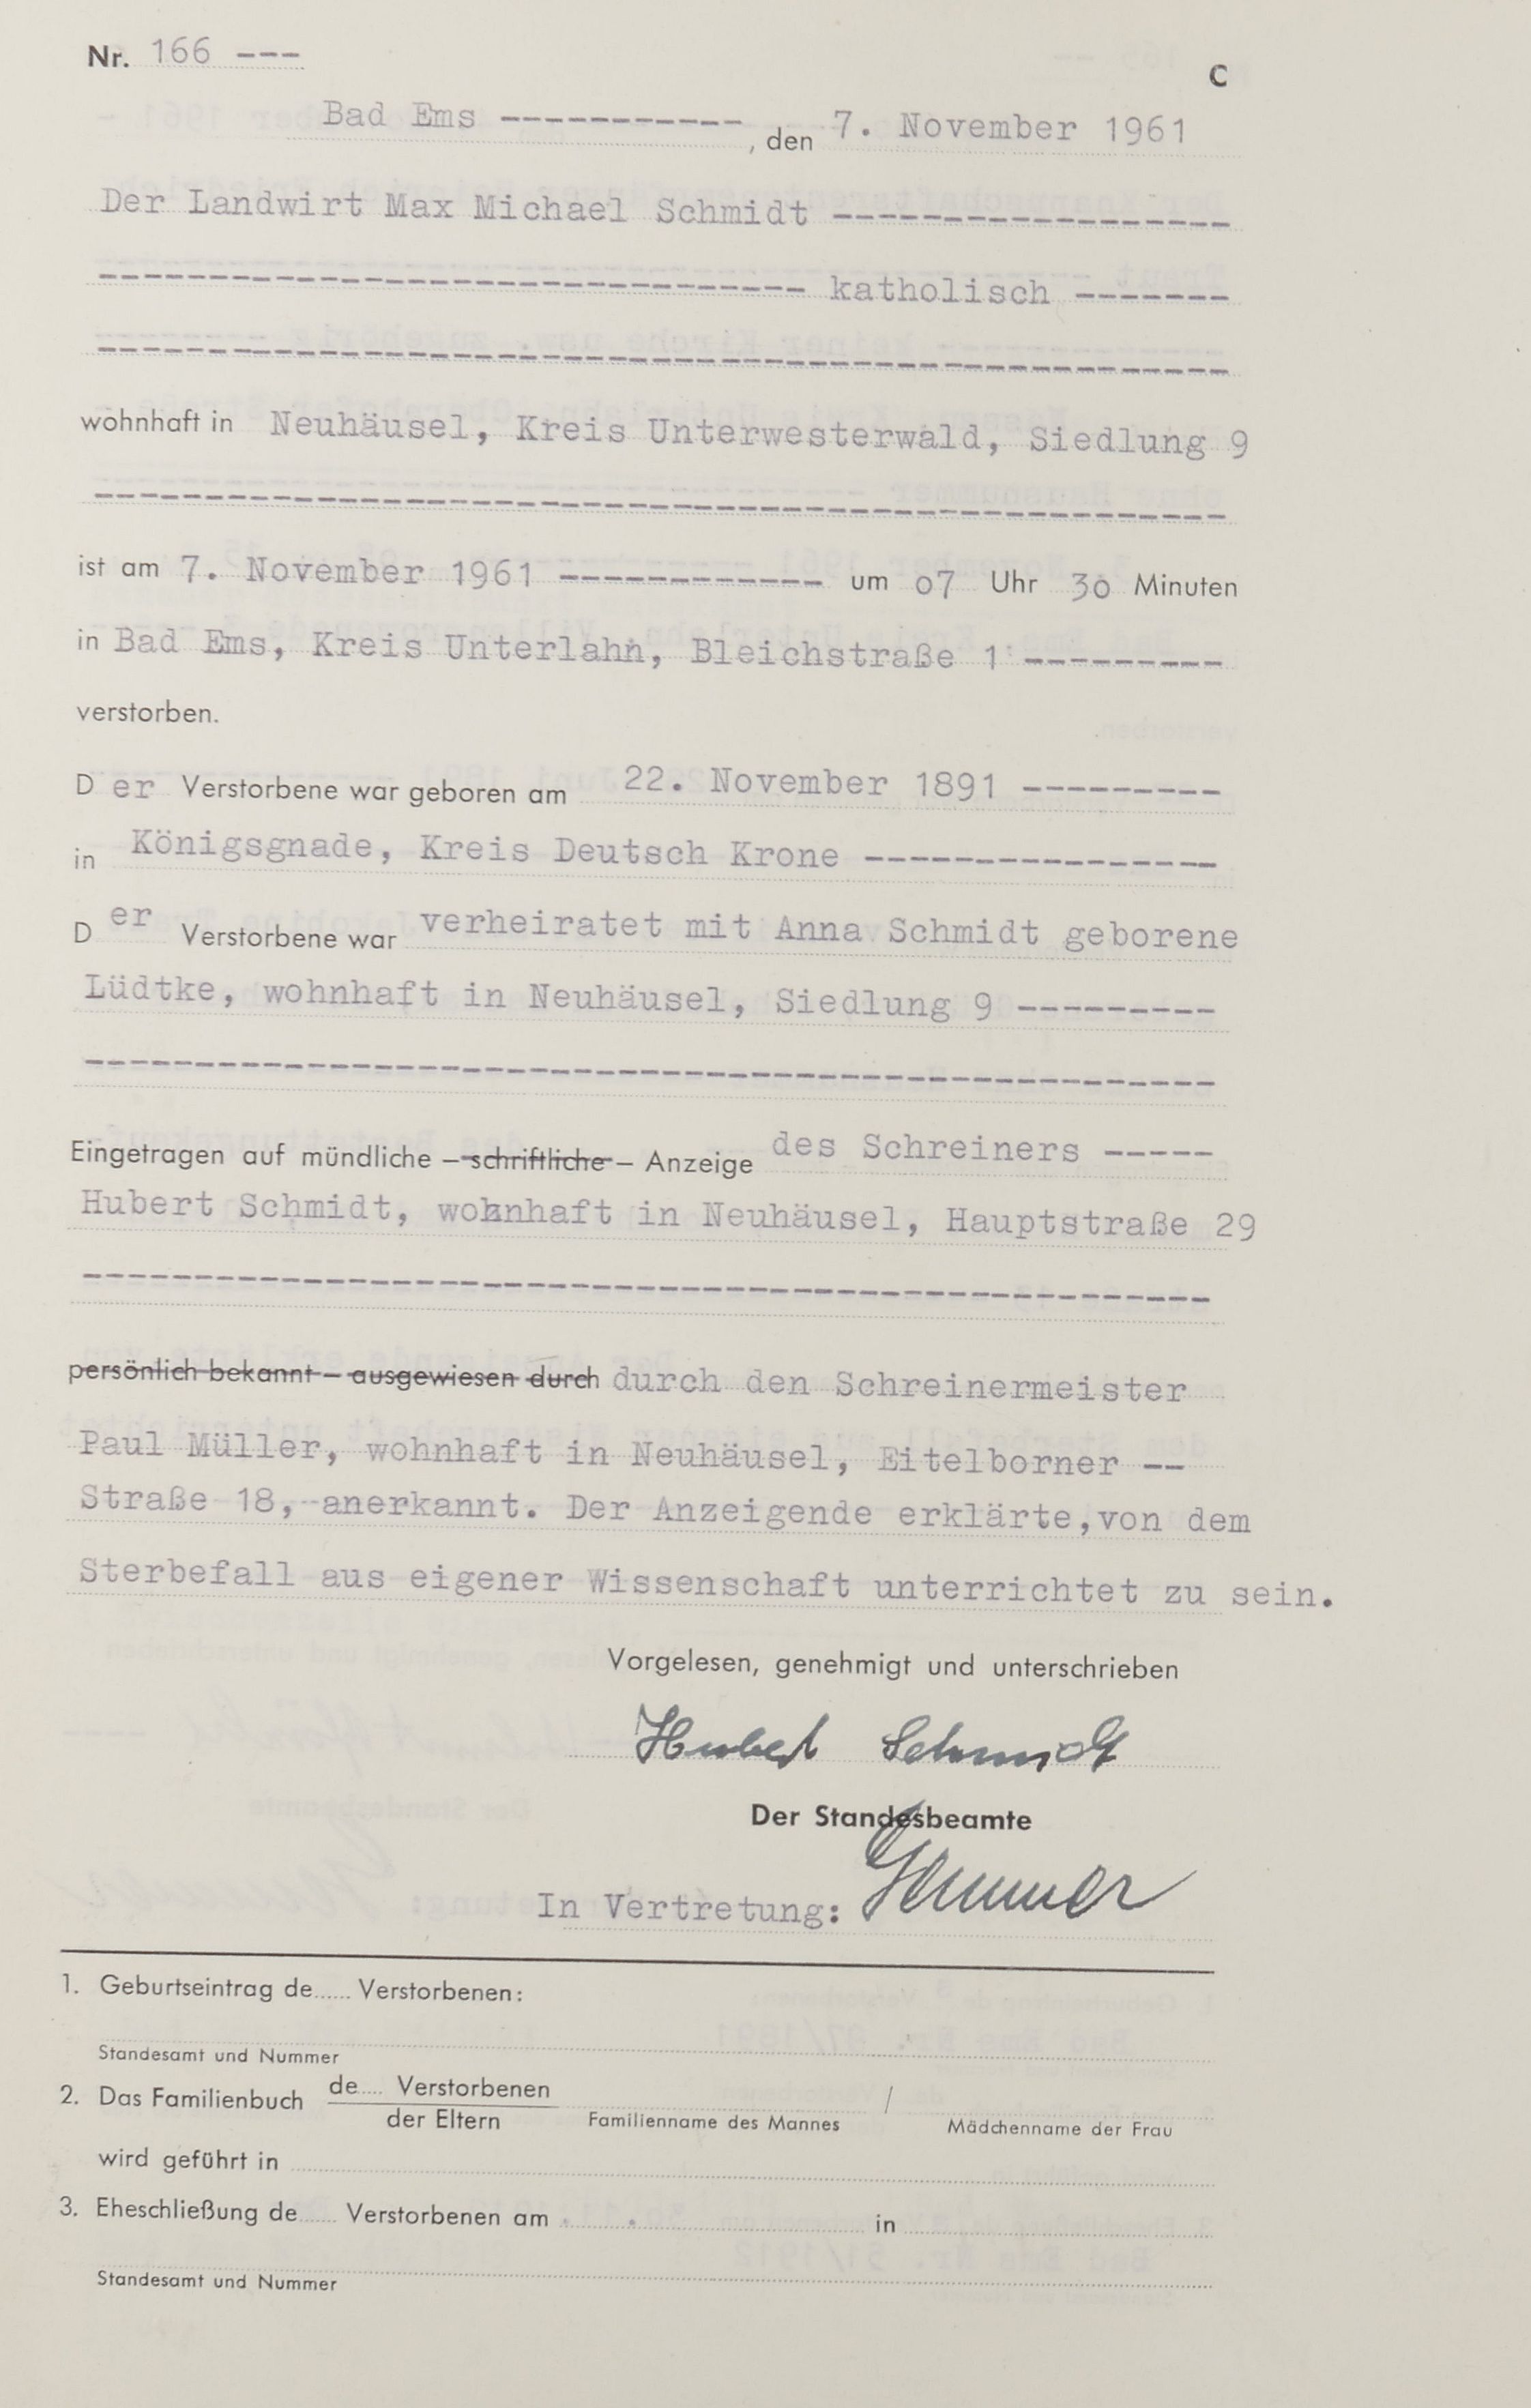 Nr. 166 ---
C
Bad Ems -----------, den 7. November 1961
Der Landwirt Max Michael Schmidt ------------------
-------------------------------- katholisch -------
----------------------------------------------------
wohnhaft in Neuhäusel, Kreis Unterwesterwald, Siedlung 9
----------------------------------------------------
ist am 7. November 1961 ------------ um 07 Uhr 30 Minuten
in Bad Ems, Kreis Unterlahn, Bleichstraße 1 ---------
verstorben.
Der Verstorbene war geboren am 22. November 1891 ---------
in Königsgnade, Kreis Deutsch Krone ----------------
Der Verstorbene war verheiratet mit Anna Schmidt geborene
Lüdtke, wohnhaft in Neuhäusel, Siedlung 9 ---------
----------------------------------------------------
Eingetragen auf mündliche – schriftliche – Anzeige des Schreiners -----
Hubert Schmidt, wohnhaft in Neuhäusel, Hauptstraße 29
----------------------------------------------------
persönlich bekannt – ausgewiesen durch durch den Schreinermeister
Paul Müller, wohnhaft in Neuhäusel, Eitelborner --
Straße 18, anerkannt. Der Anzeigende erklärte,von dem
Sterbefall aus eigener Wissenschaft unterrichtet zu sein.
Vorgelesen, genehmigt und unterschrieben
Hubert Schmidt
Der Standesbeamte
In Vertretung:
1. Geburtseintrag de...... Verstorbenen:
Standesamt und Nummer
2. Das Familienbuch de.... Verstorbenen /
der Eltern Familienname des Mannes Mädchenname der Frau
wird geführt in
3. Eheschließung de...... Verstorbenen am in
Standesamt und Nummer